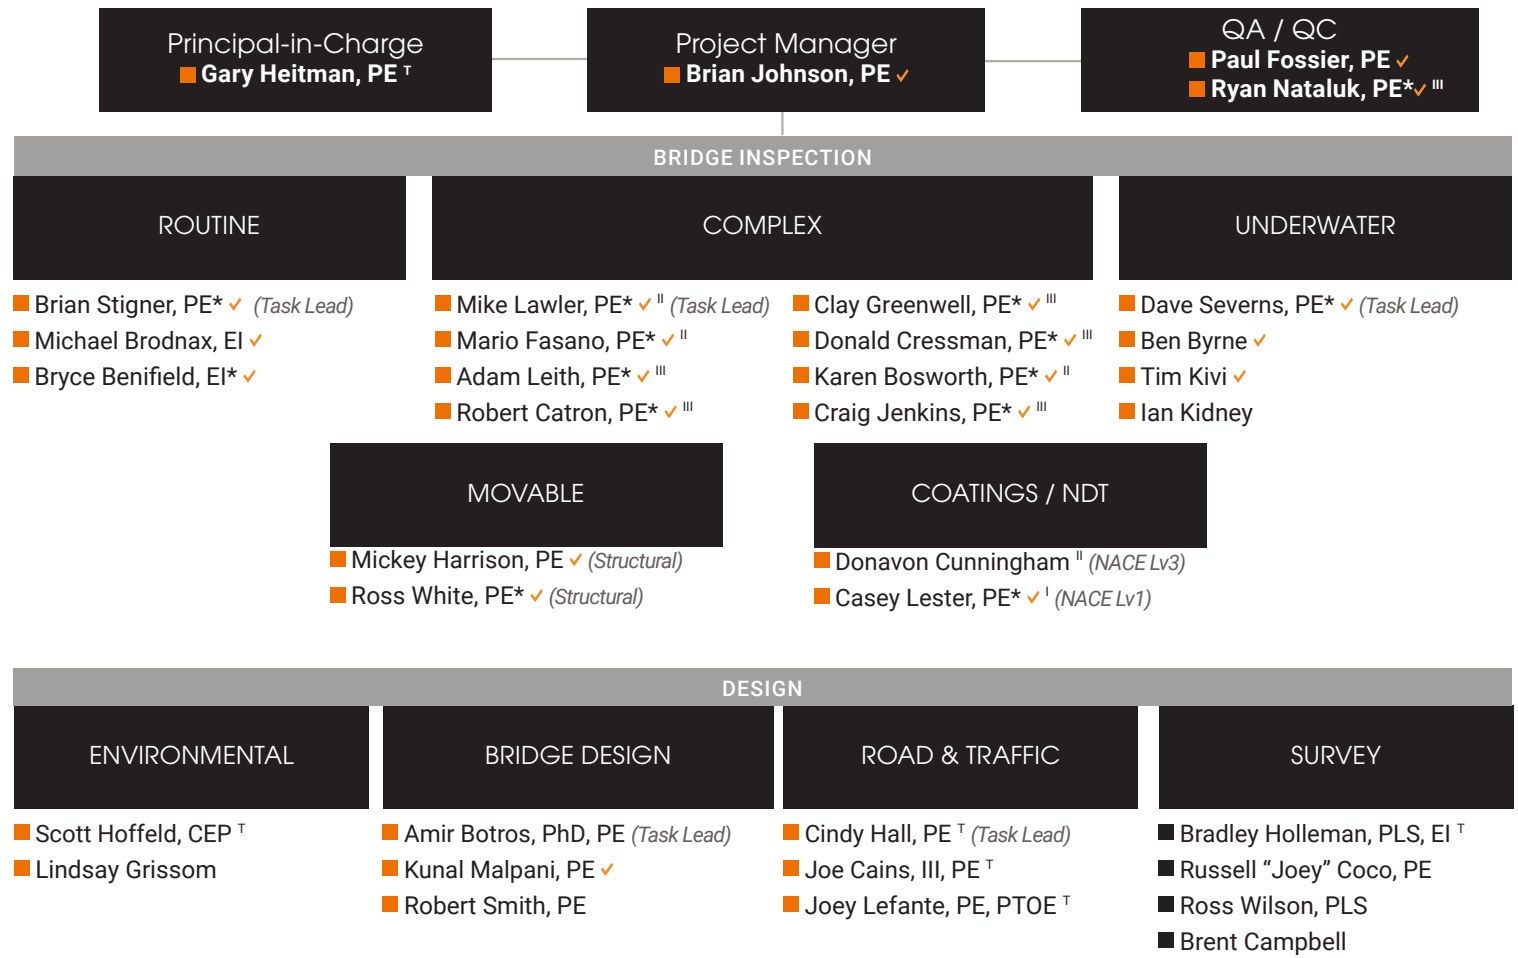 Principal-in-Charge
Gary Heitman, PE T
Project Manager
Brian Johnson, PE ✓
QA / QC
Paul Fossier, PE ✓
Ryan Nataluk, PE*✓ III
BRIDGE INSPECTION
ROUTINE
Brian Stigner, PE* ✓ (Task Lead)
Michael Brodnax, EI ✓
Bryce Benifield, EI* ✓
COMPLEX
Mike Lawler, PE* ✓ II (Task Lead)
Mario Fasano, PE* ✓ II
Adam Leith, PE* ✓ III
Robert Catron, PE* ✓ III
Clay Greenwell, PE* ✓ III
Donald Cressman, PE* ✓ III
Karen Bosworth, PE* ✓ II
Craig Jenkins, PE* ✓ III
UNDERWATER
Dave Severns, PE* ✓ (Task Lead)
Ben Byrne ✓
Tim Kivi ✓
Ian Kidney
MOVABLE
Mickey Harrison, PE ✓ (Structural)
Ross White, PE* ✓ (Structural)
COATINGS / NDT
Donavon Cunningham II (NACE Lv3)
Casey Lester, PE* ✓ I (NACE Lv1)
DESIGN
ENVIRONMENTAL
Scott Hoffeld, CEP T
Lindsay Grissom
BRIDGE DESIGN
Amir Botros, PhD, PE (Task Lead)
Kunal Malpani, PE ✓
Robert Smith, PE
ROAD & TRAFFIC
Cindy Hall, PE T (Task Lead)
Joe Cains, III, PE T
Joey Lefante, PE, PTOE T
SURVEY
Bradley Holleman, PLS, EI T
Russell “Joey” Coco, PE
Ross Wilson, PLS
Brent Campbell